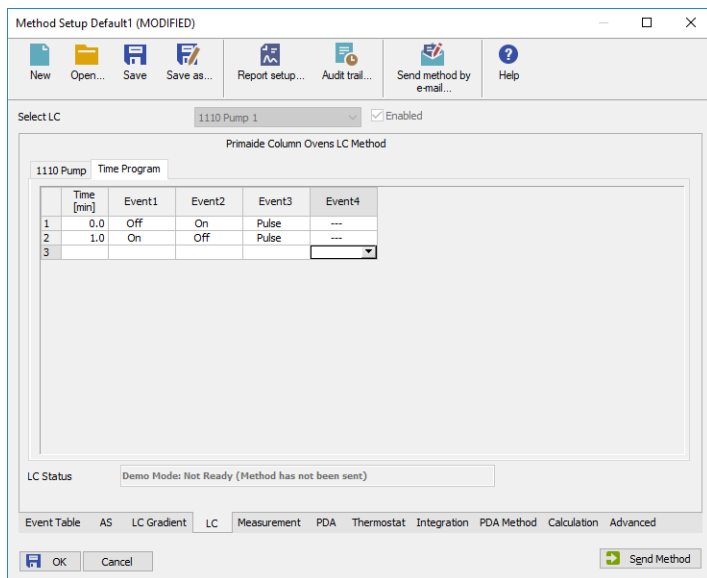 Method Setup Default1 (MODIFIED)
New Open... Save Save as... Report setup... Audit trail... Send method by e-mail... Help
Select LC 1110 Pump 1 Enabled
Primaide Column Ovens LC Method
1110 Pump Time Program
Time [min] Event1 Event2 Event3 Event4
1 0.0 Off On Pulse ---
2 1.0 On Off Pulse ---
3
LC Status Demo Mode: Not Ready (Method has not been sent)
Event Table AS LC Gradient LC Measurement PDA Thermostat Integration PDA Method Calculation Advanced
OK Cancel Send Method